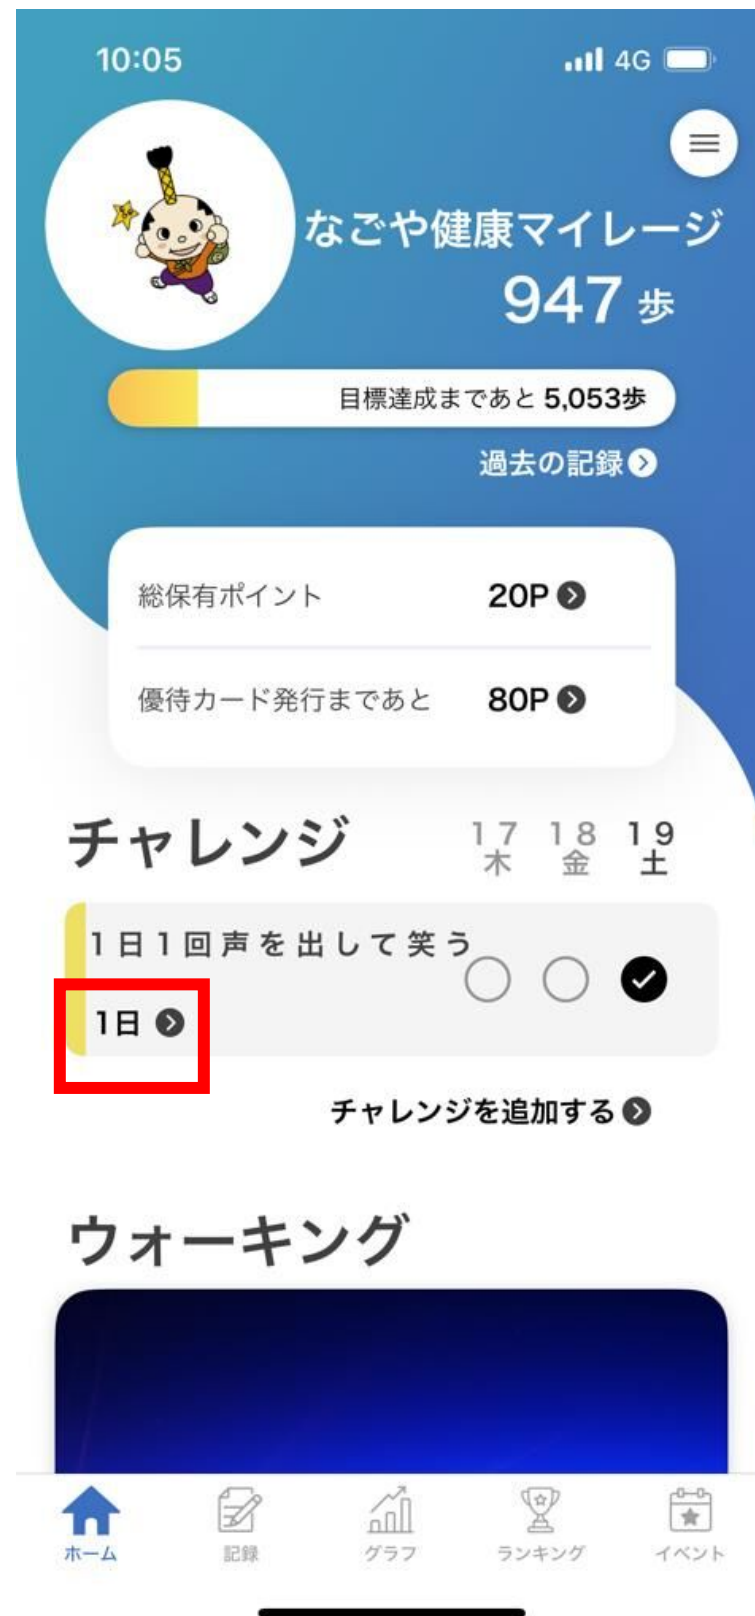 10:05 4G
なごや健康マイレージ
947 歩
目標達成まであと 5,053歩
過去の記録
総保有ポイント 20P
優待カード発行まであと 80P
チャレンジ 17 18 19
木 金 土
1日1回声を出して笑う
1日
チャレンジを追加する
ウォーキング
ホーム 記録 グラフ ランキング イベント